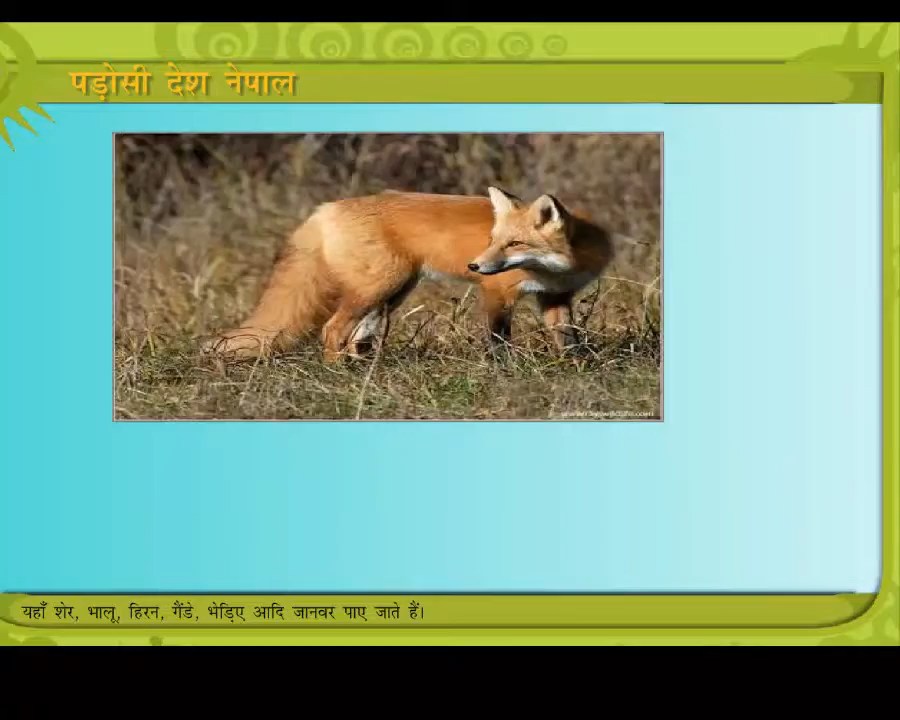 पड़ोसी देश नेपाल
यहाँ शेर, भालू, हिरन, गैंडे, भेड़िए आदि जानवर पाए जाते हैं।